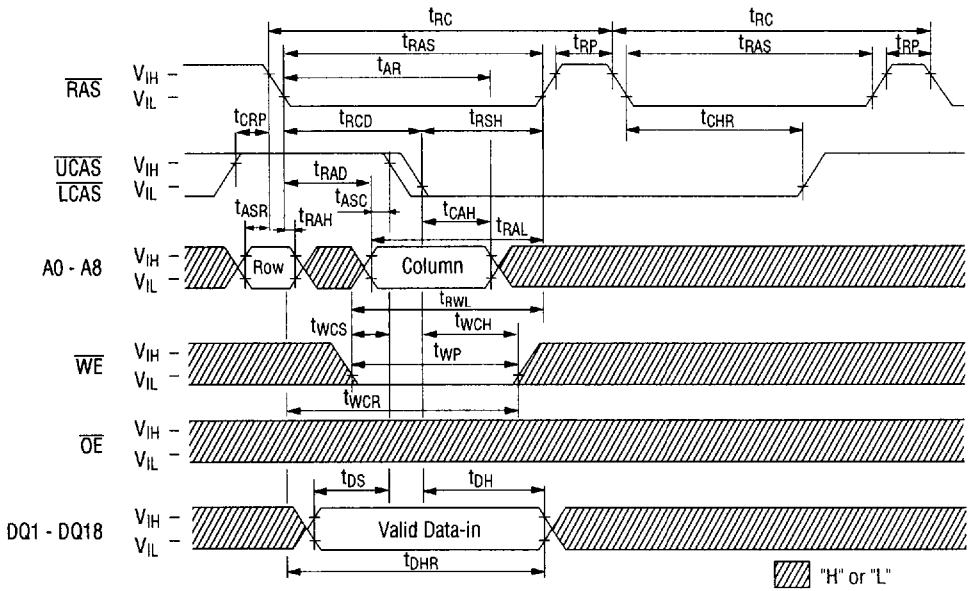 tRC tRC
tRAS tRP tRAS tRP
tAR
RAS VIH
VIL
tCRP tRCD tRSH tCHR
UCAS VIH
LCAS VIL
tRAD
tASC
tCAH
tASR tRAH tRAL
A0 - A8 VIH
VIL
Row Column
tRWL
tWCS tWCH
tWP
WE VIH
VIL
tWCR
OE VIH
VIL
tDS tDH
DQ1 - DQ18 VIH
VIL
Valid Data-in
tDHR
"H" or "L"